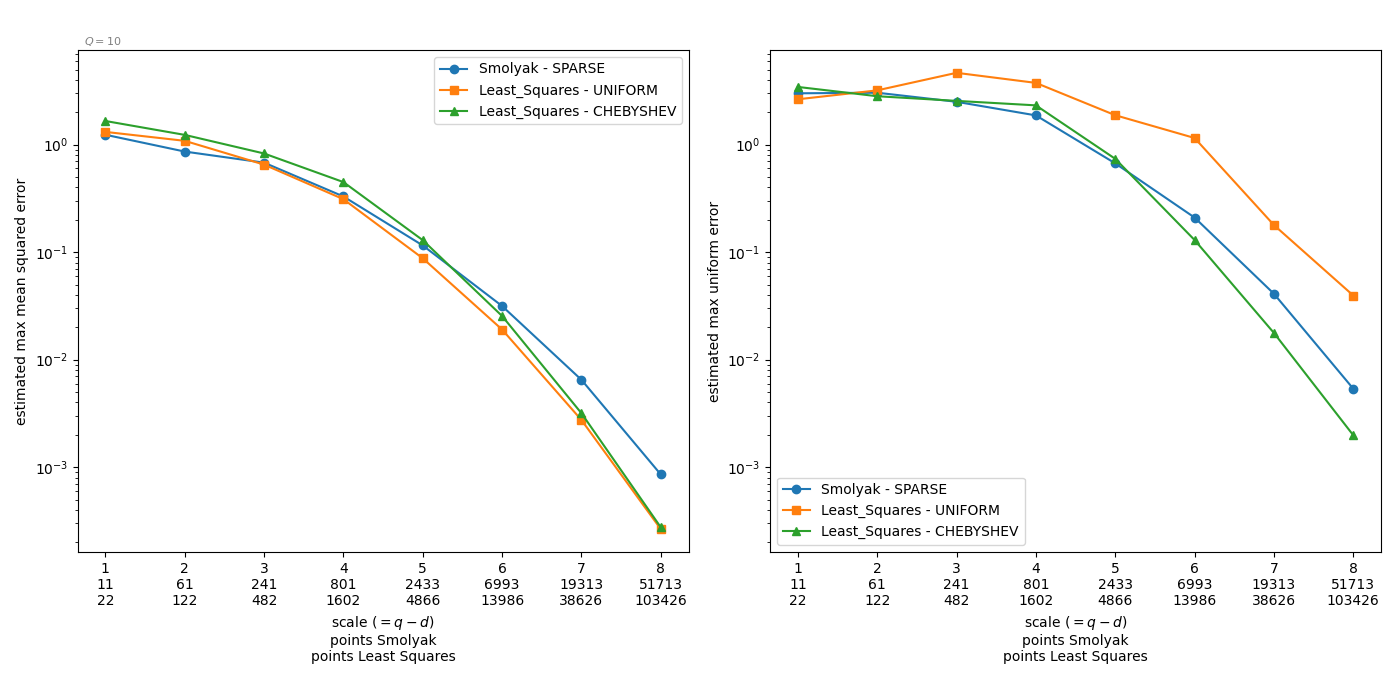 Q = 10
Smolyak - SPARSE
Least_Squares - UNIFORM
Least_Squares - CHEBYSHEV
estimated max mean squared error
10^0
10^-1
10^-2
10^-3
1 2 3 4 5 6 7 8
11 61 241 801 2433 6993 19313 51713
22 122 482 1602 4866 13986 38626 103426
scale (= q − d)
points Smolyak
points Least Squares
estimated max uniform error
10^0
10^-1
10^-2
10^-3
Smolyak - SPARSE
Least_Squares - UNIFORM
Least_Squares - CHEBYSHEV
1 2 3 4 5 6 7 8
11 61 241 801 2433 6993 19313 51713
22 122 482 1602 4866 13986 38626 103426
scale (= q − d)
points Smolyak
points Least Squares